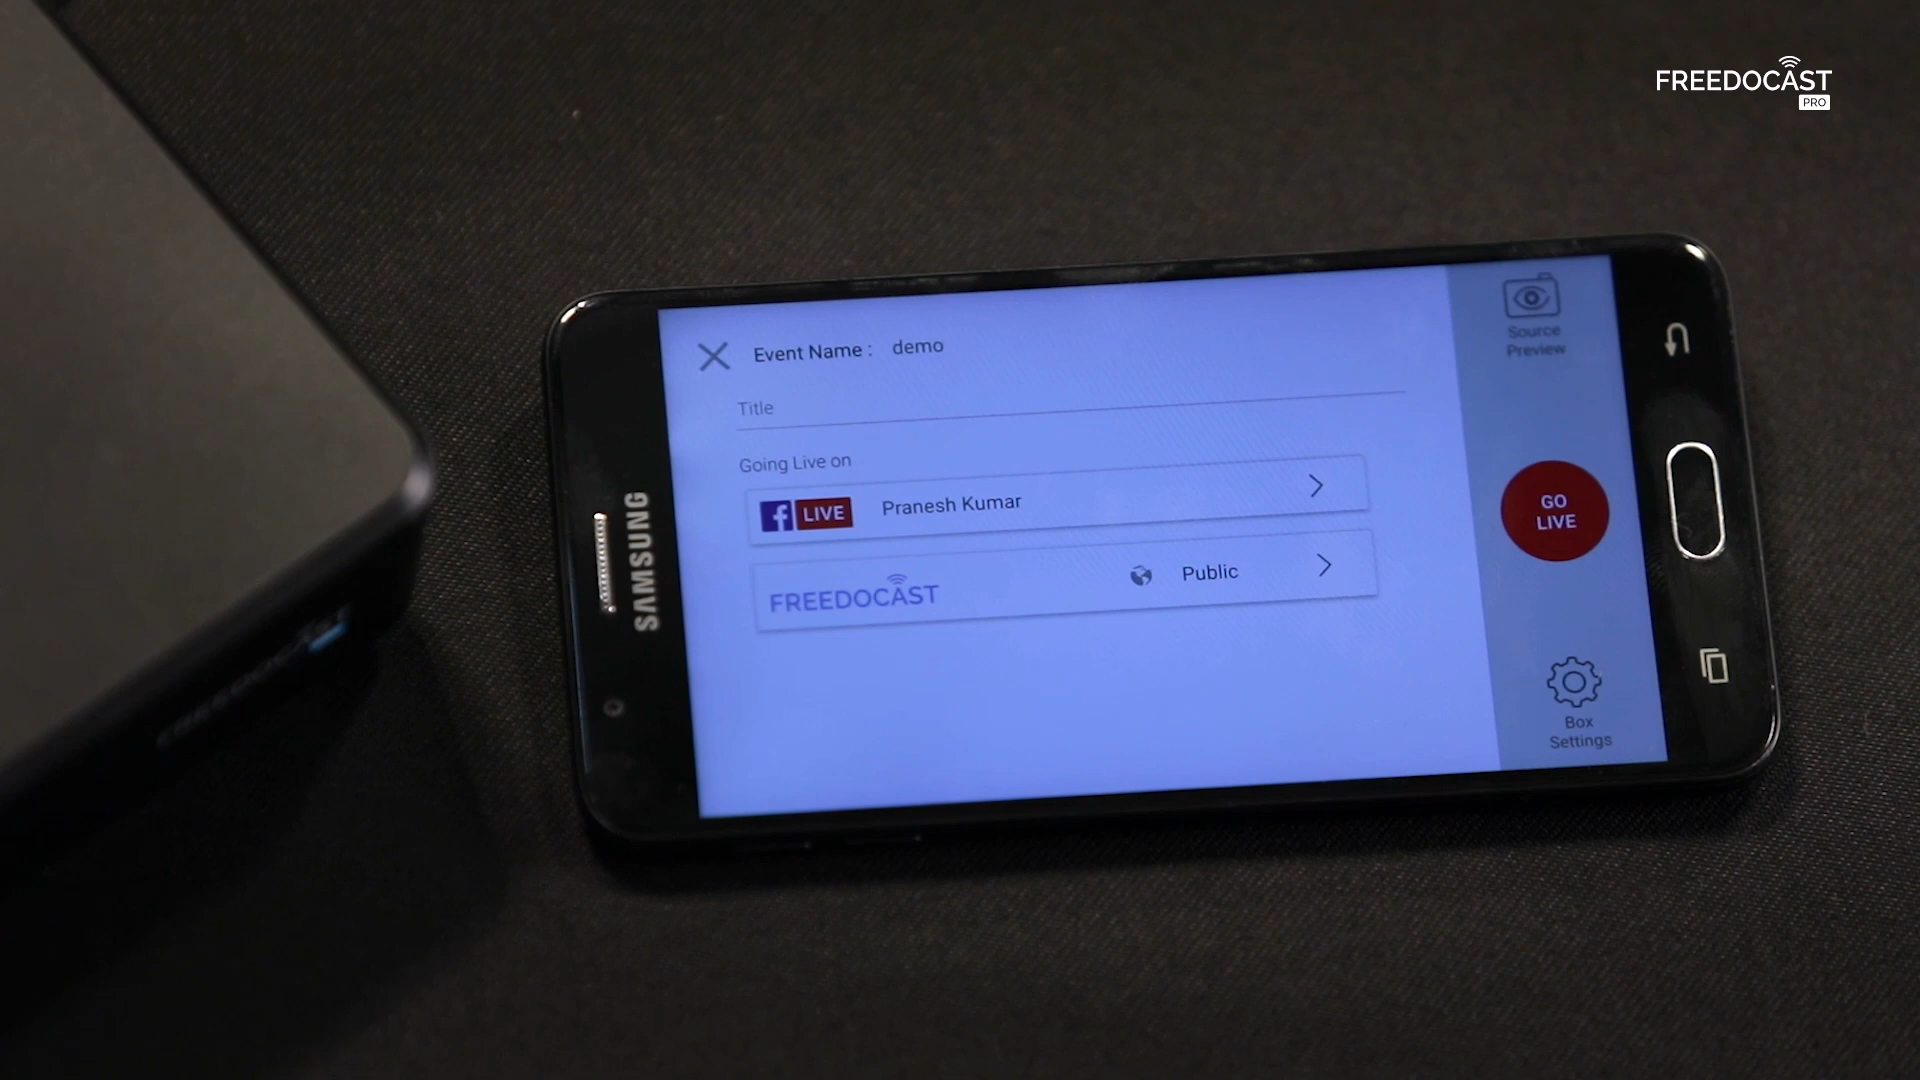 FREEDOCAST
PRO
SAMSUNG
Event Name : demo
Title
Going Live on
f LIVE Pranesh Kumar
FREEDOCAST Public
Source
Preview
GO
LIVE
Box
Settings